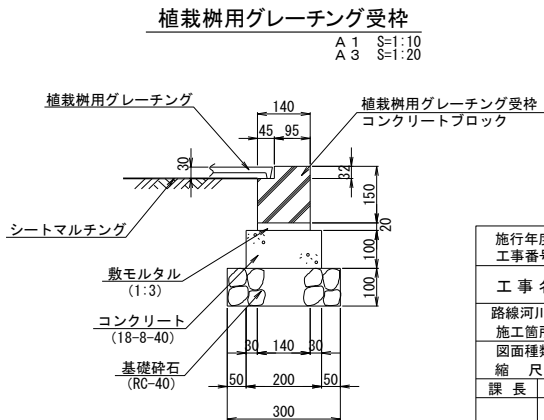 植栽桝用グレーチング受枠
A 1 S=1:10
A 3 S=1:20
植栽桝用グレーチング
140
45 95
植栽桝用グレーチング受枠
コンクリートブロック
30
32
150
20
100
100
シートマルチング
敷モルタル
(1:3)
コンクリート
(18-8-40)
基礎砕石
(RC-40)
30 140 30
50 200 50
300
施行年度
工事番号
工 事 名
路線河川
施工箇所
図面種類
縮 尺
課 長